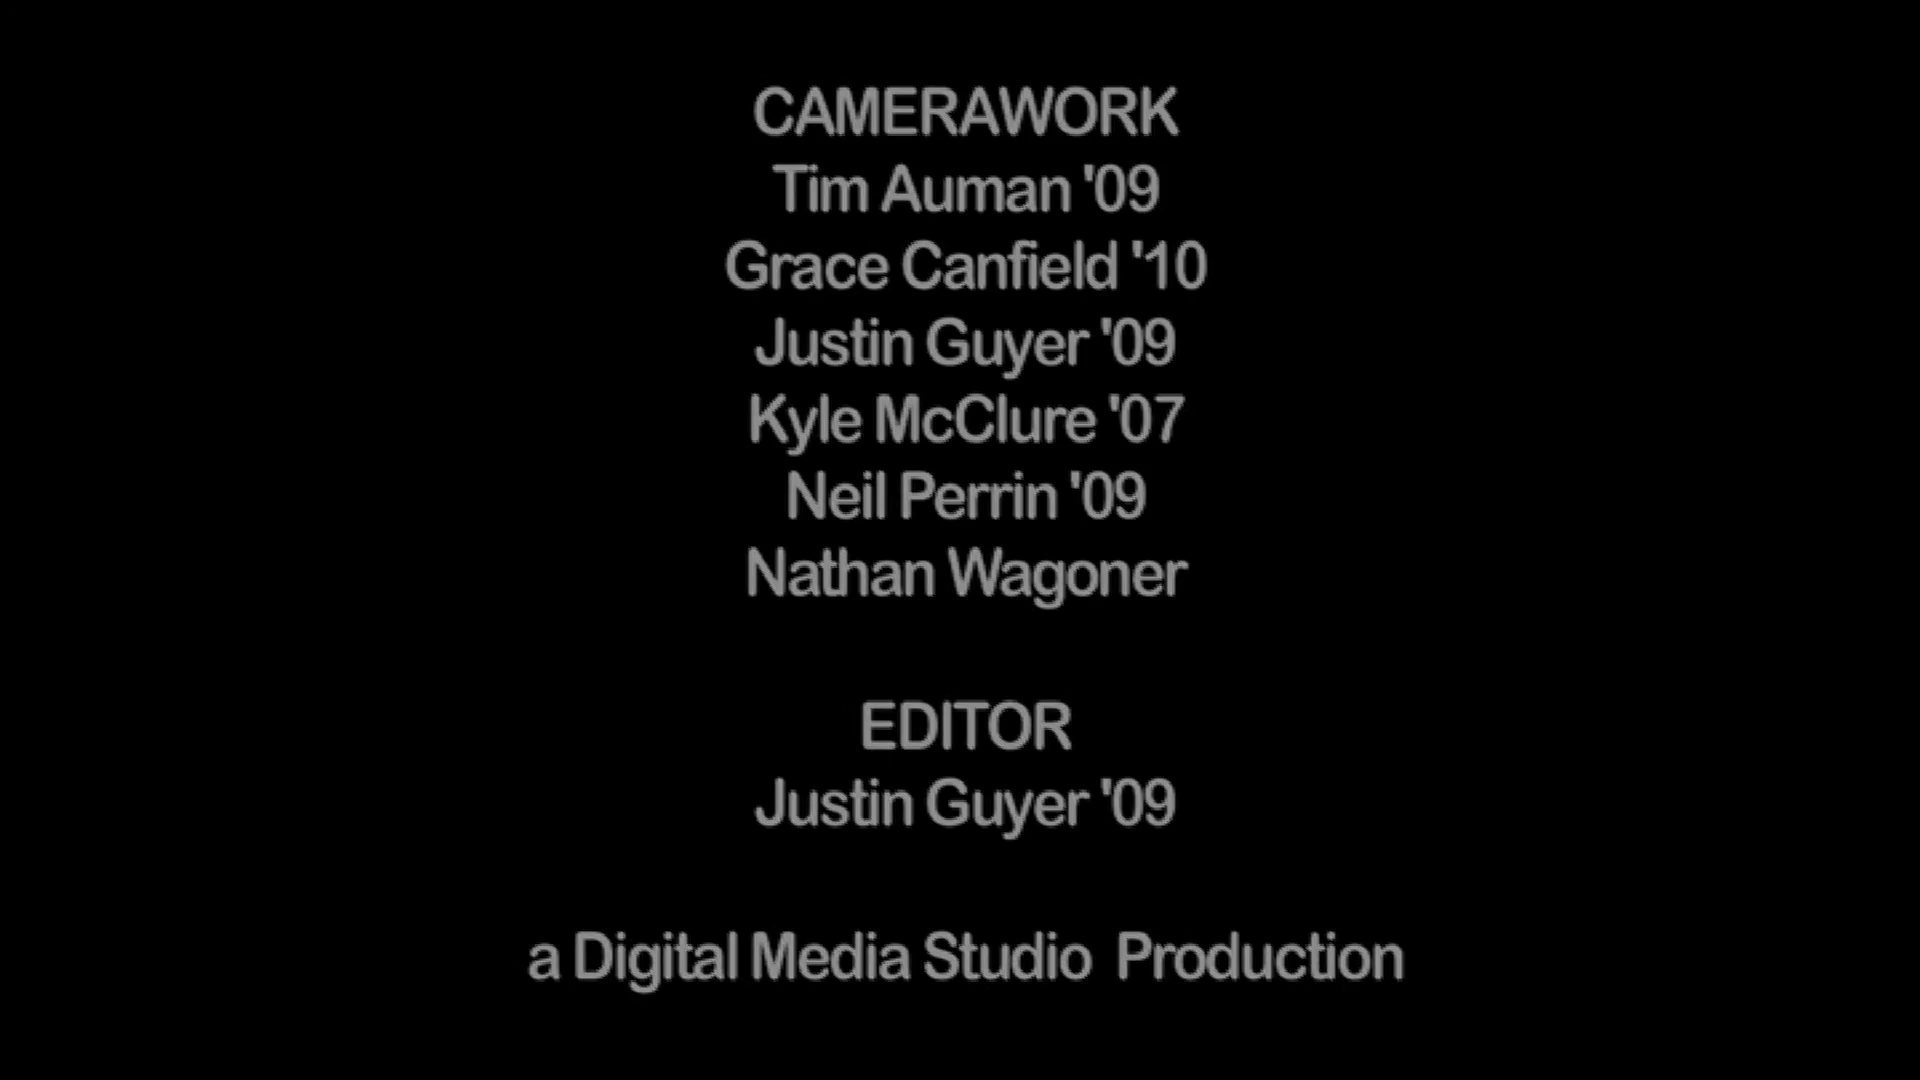 CAMERAWORK
Tim Auman '09
Grace Canfield '10
Justin Guyer '09
Kyle McClure '07
Neil Perrin '09
Nathan Wagoner
EDITOR
Justin Guyer '09
a Digital Media Studio  Production